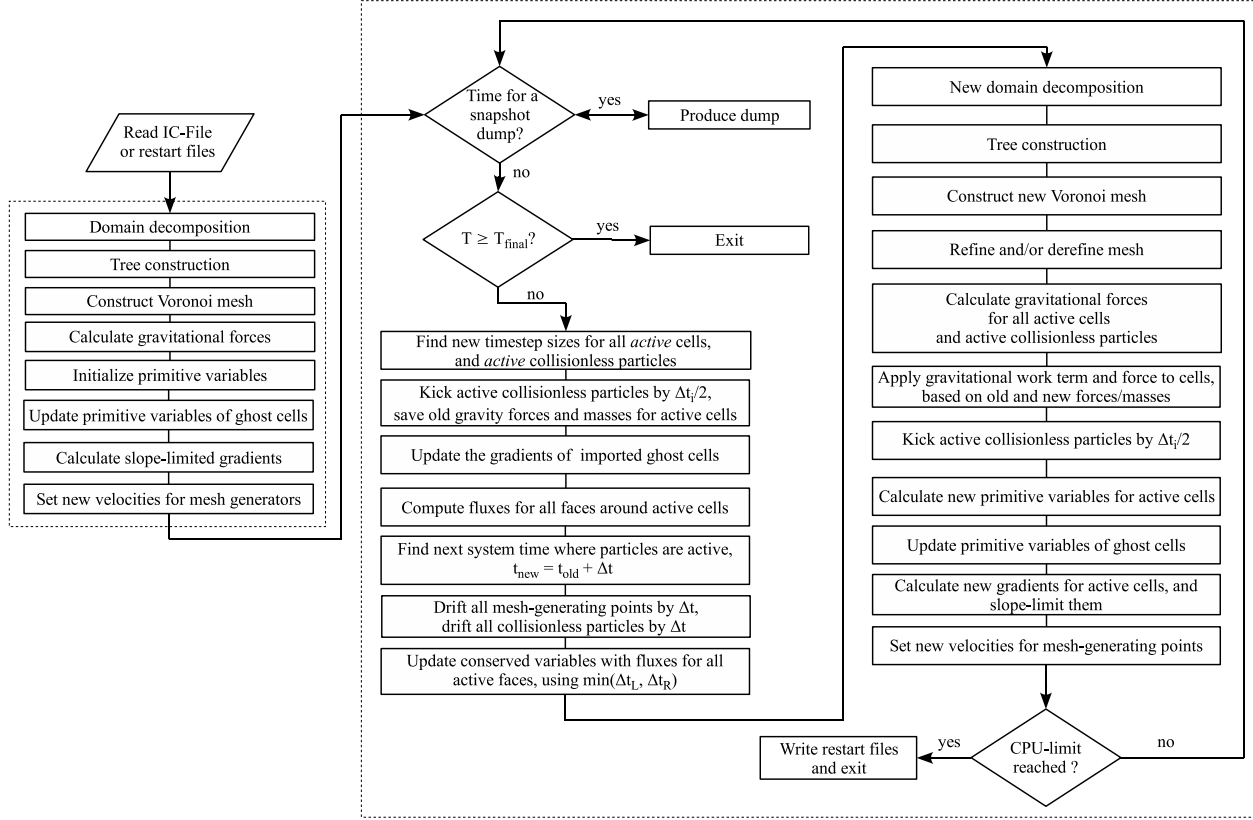 Read IC-File
or restart files
Domain decomposition
Tree construction
Construct Voronoi mesh
Calculate gravitational forces
Initialize primitive variables
Update primitive variables of ghost cells
Calculate slope-limited gradients
Set new velocities for mesh generators
Time for a
snapshot
dump?
yes
Produce dump
no
T ≥ T_final?
yes
Exit
no
Find new timestep sizes for all active cells,
and active collisionless particles
Kick active collisionless particles by Δt_i/2,
save old gravity forces and masses for active cells
Update the gradients of imported ghost cells
Compute fluxes for all faces around active cells
Find next system time where particles are active,
t_new = t_old + Δt
Drift all mesh-generating points by Δt,
drift all collisionless particles by Δt
Update conserved variables with fluxes for all
active faces, using min(Δt_L, Δt_R)
New domain decomposition
Tree construction
Construct new Voronoi mesh
Refine and/or derefine mesh
Calculate gravitational forces
for all active cells
and active collisionless particles
Apply gravitational work term and force to cells,
based on old and new forces/masses
Kick active collisionless particles by Δt_i/2
Calculate new primitive variables for active cells
Update primitive variables of ghost cells
Calculate new gradients for active cells, and
slope-limit them
Set new velocities for mesh-generating points
CPU-limit
reached ?
yes
Write restart files
and exit
no